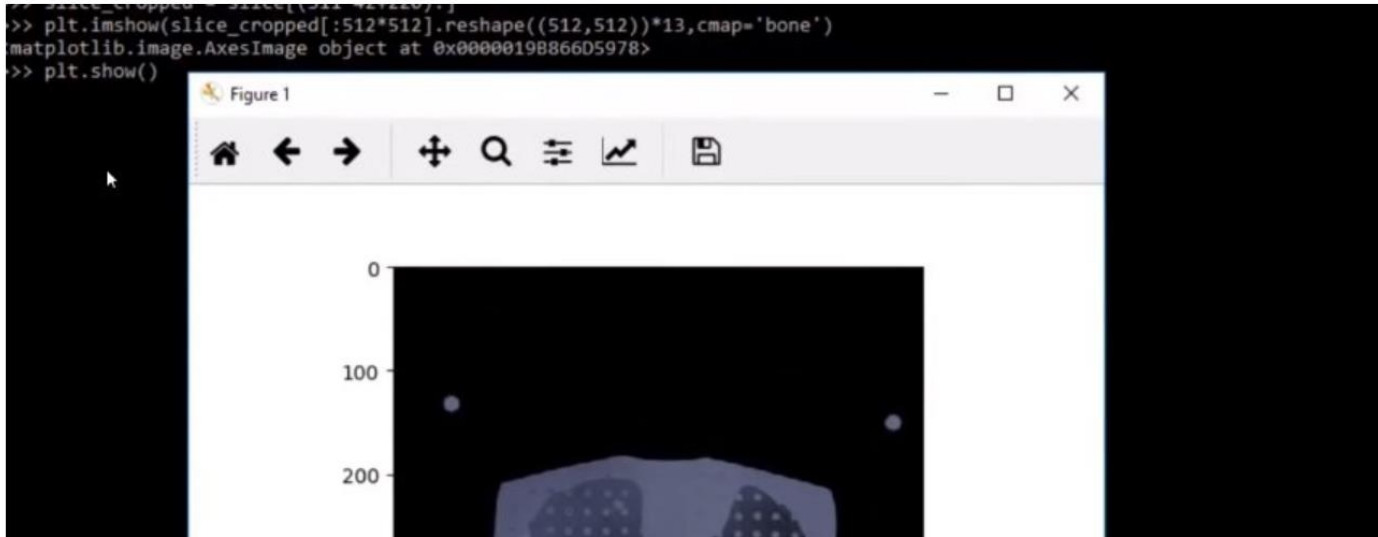 >> plt.imshow(slice_cropped[:512*512].reshape((512,512))*13,cmap='bone')
matplotlib.image.AxesImage object at 0x0000019B866D5978>
>> plt.show()
Figure 1
0
100
200